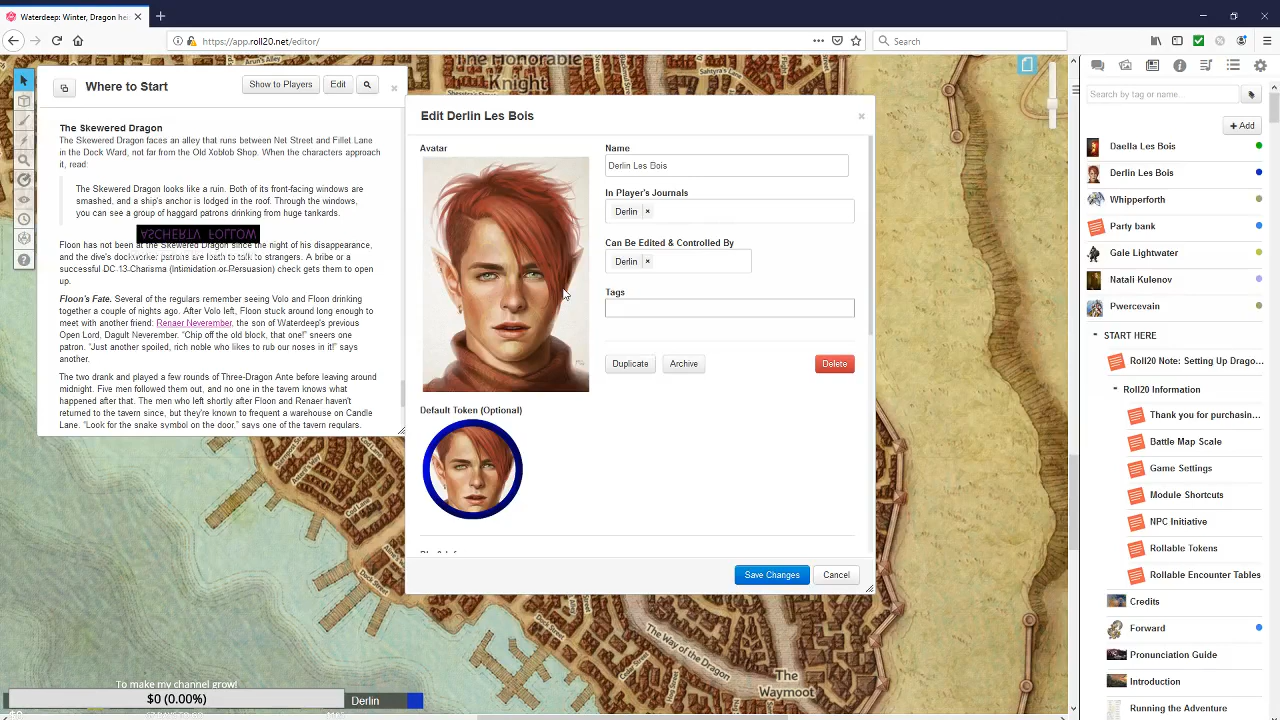 Waterdeep: Winter, Dragon hei
https://app.roll20.net/editor/
Search
Where to Start
Show to Players
Edit
The Skewered Dragon
The Skewered Dragon faces an alley that runs between Net Street and Fillet Lane
in the Dock Ward, not far from the Old Xoblob Shop. When the characters approach
it, read:
The Skewered Dragon looks like a ruin. Both of its front-facing windows are
smashed, and a ship's anchor is lodged in the roof. Through the windows,
you can see a group of haggard patrons drinking from huge tankards.
FOLLOW
Floon has not been at the Skewered Dragon since the night of his disappearance,
and the dive's dockworker patrons are loath to talk to strangers. A bribe or a
successful DC 13 Charisma (Intimidation or Persuasion) check gets them to open
up.
Floon's Fate. Several of the regulars remember seeing Volo and Floon drinking
together a couple of nights ago. After Volo left, Floon stuck around long enough to
meet with another friend: Renaer Neverember, the son of Waterdeep's previous
Open Lord, Dagult Neverember. "Chip off the old block, that one!" sneers one
patron. "Just another spoiled, rich noble who likes to rub our noses in it!" says
another.
The two drank and played a few rounds of Three-Dragon Ante before leaving around
midnight. Five men followed them out, and no one in the tavern knows what
happened after that. The men who left shortly after Floon and Renaer haven't
returned to the tavern since, but they're known to frequent a warehouse on Candle
Lane. "Look for the snake symbol on the door," says one of the tavern regulars.
The Honorable
Knight
Edit Derlin Les Bois
Avatar
Name
Derlin Les Bois
In Player's Journals
Derlin ×
Can Be Edited & Controlled By
Derlin ×
Tags
Duplicate
Archive
Delete
Default Token (Optional)
Save Changes
Cancel
The Way of the Dragon
The
Waymoot
To make my channel grow!
$0 (0.00%)
Derlin
Search by tag or name...
+ Add
Daella Les Bois
Derlin Les Bois
Whipperforth
Party bank
Gale Lightwater
Natali Kulenov
Pwercevain
START HERE
Roll20 Note: Setting Up Drago...
Roll20 Information
Thank you for purchasin...
Battle Map Scale
Game Settings
Module Shortcuts
NPC Initiative
Rollable Tokens
Rollable Encounter Tables
Credits
Forward
Pronunciation Guide
Introduction
Running the Adventure